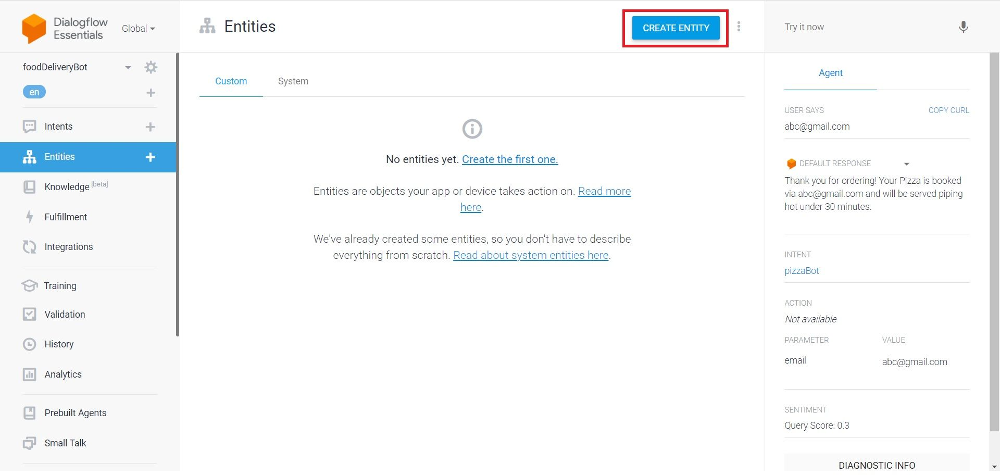 Dialogflow
Essentials
Global
foodDeliveryBot
en
Intents
Entities
Knowledge [beta]
Fulfillment
Integrations
Training
Validation
History
Analytics
Prebuilt Agents
Small Talk
Entities
CREATE ENTITY
Custom System
No entities yet. Create the first one.
Entities are objects your app or device takes action on. Read more
here.
We've already created some entities, so you don't have to describe
everything from scratch. Read about system entities here.
Try it now
Agent
USER SAYS COPY CURL
abc@gmail.com
DEFAULT RESPONSE
Thank you for ordering! Your Pizza is booked
via abc@gmail.com and will be served piping
hot under 30 minutes.
INTENT
pizzaBot
ACTION
Not available
PARAMETER VALUE
email abc@gmail.com
SENTIMENT
Query Score: 0.3
DIAGNOSTIC INFO